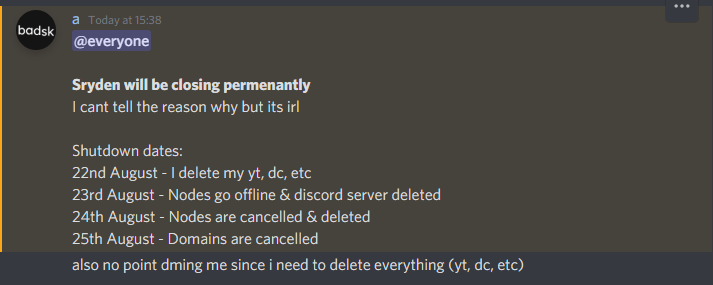 badsk
a Today at 15:38
@everyone
Sryden will be closing permenantly
I cant tell the reason why but its irl
Shutdown dates:
22nd August - I delete my yt, dc, etc
23rd August - Nodes go offline & discord server deleted
24th August - Nodes are cancelled & deleted
25th August - Domains are cancelled
also no point dming me since i need to delete everything (yt, dc, etc)